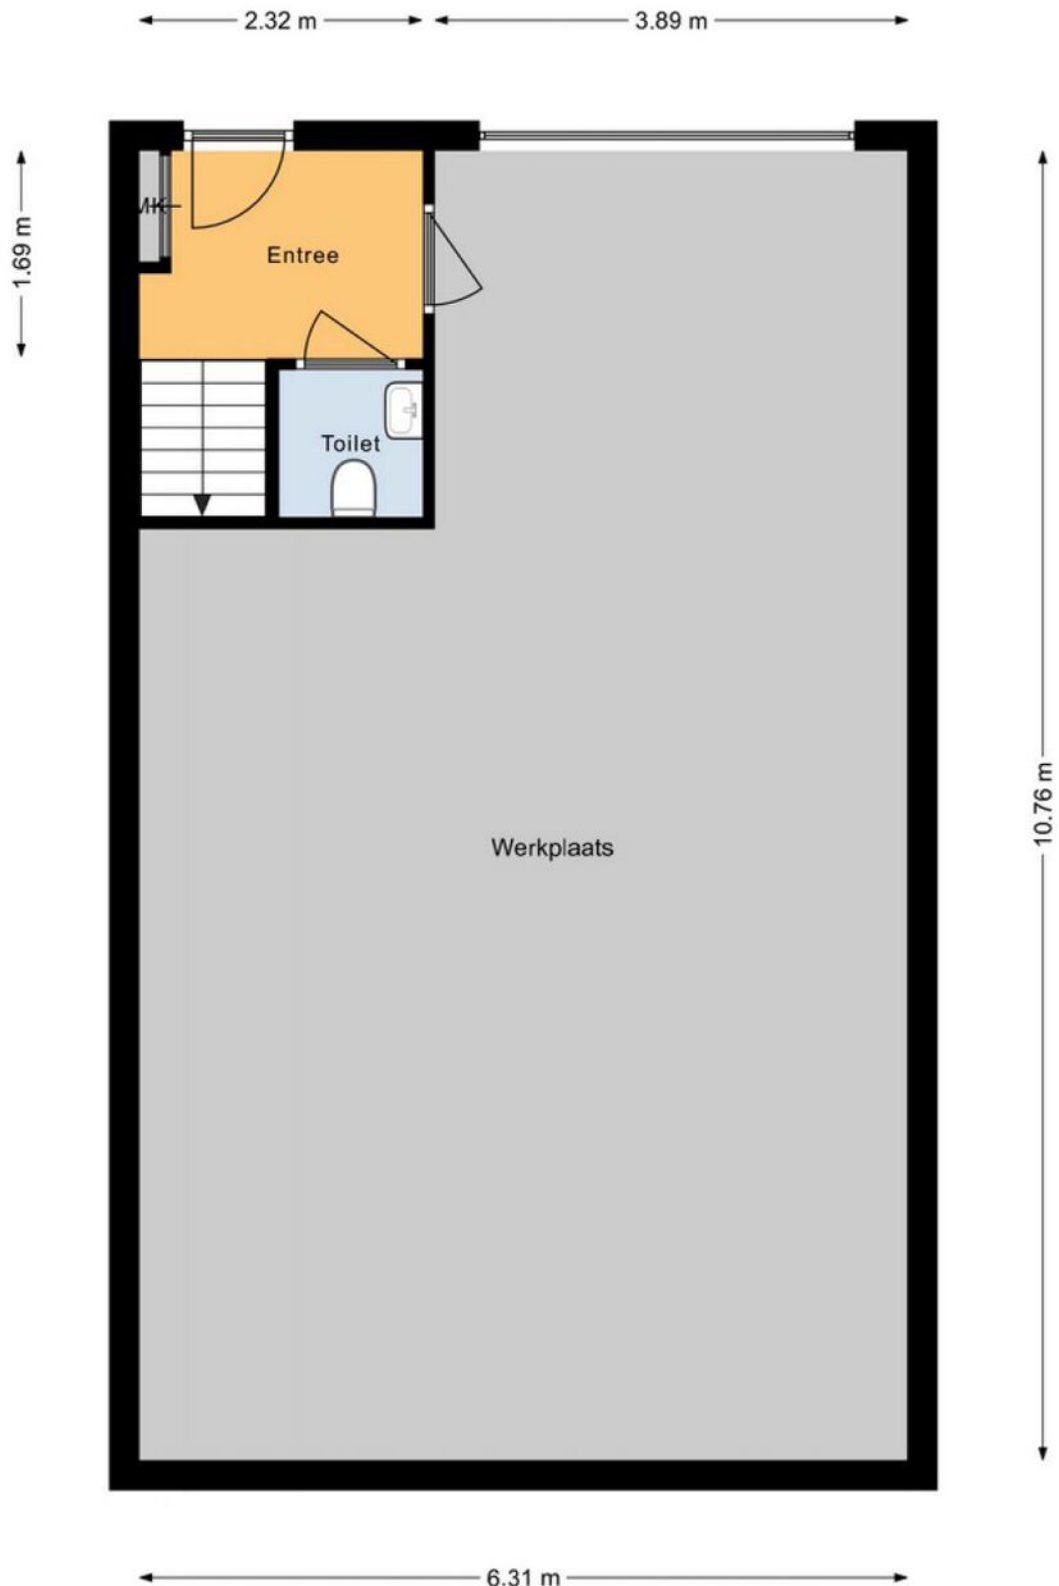 2.32 m
3.89 m
1.69 m
MK
Entree
Toilet
Werkplaats
10.76 m
6.31 m